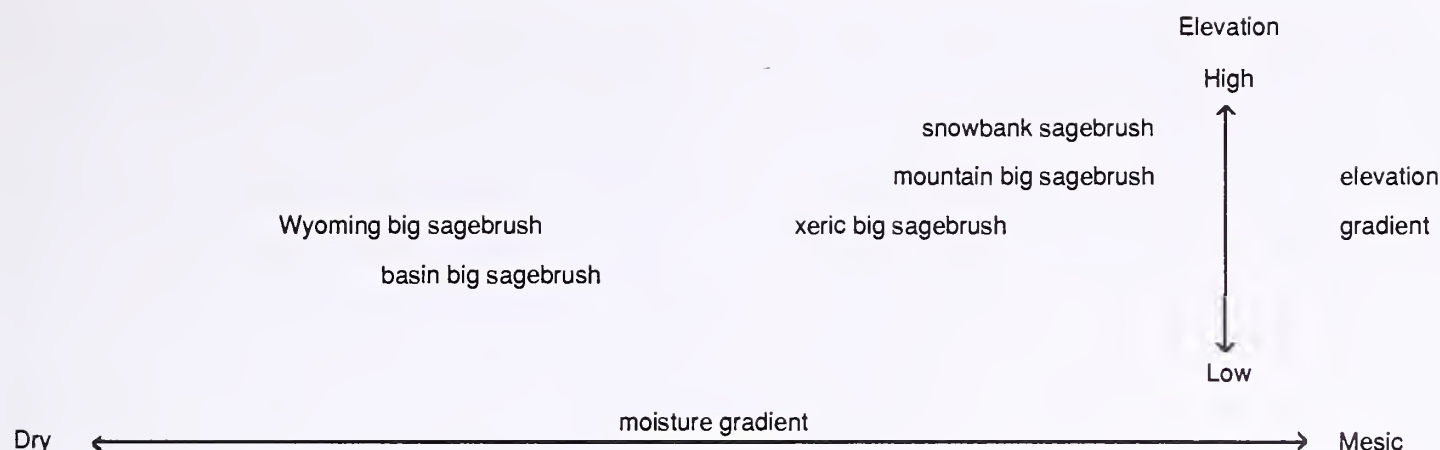 Elevation
High
snowbank sagebrush
mountain big sagebrush
elevation
Wyoming big sagebrush
xeric big sagebrush
gradient
basin big sagebrush
Low
moisture gradient
Dry
Mesic